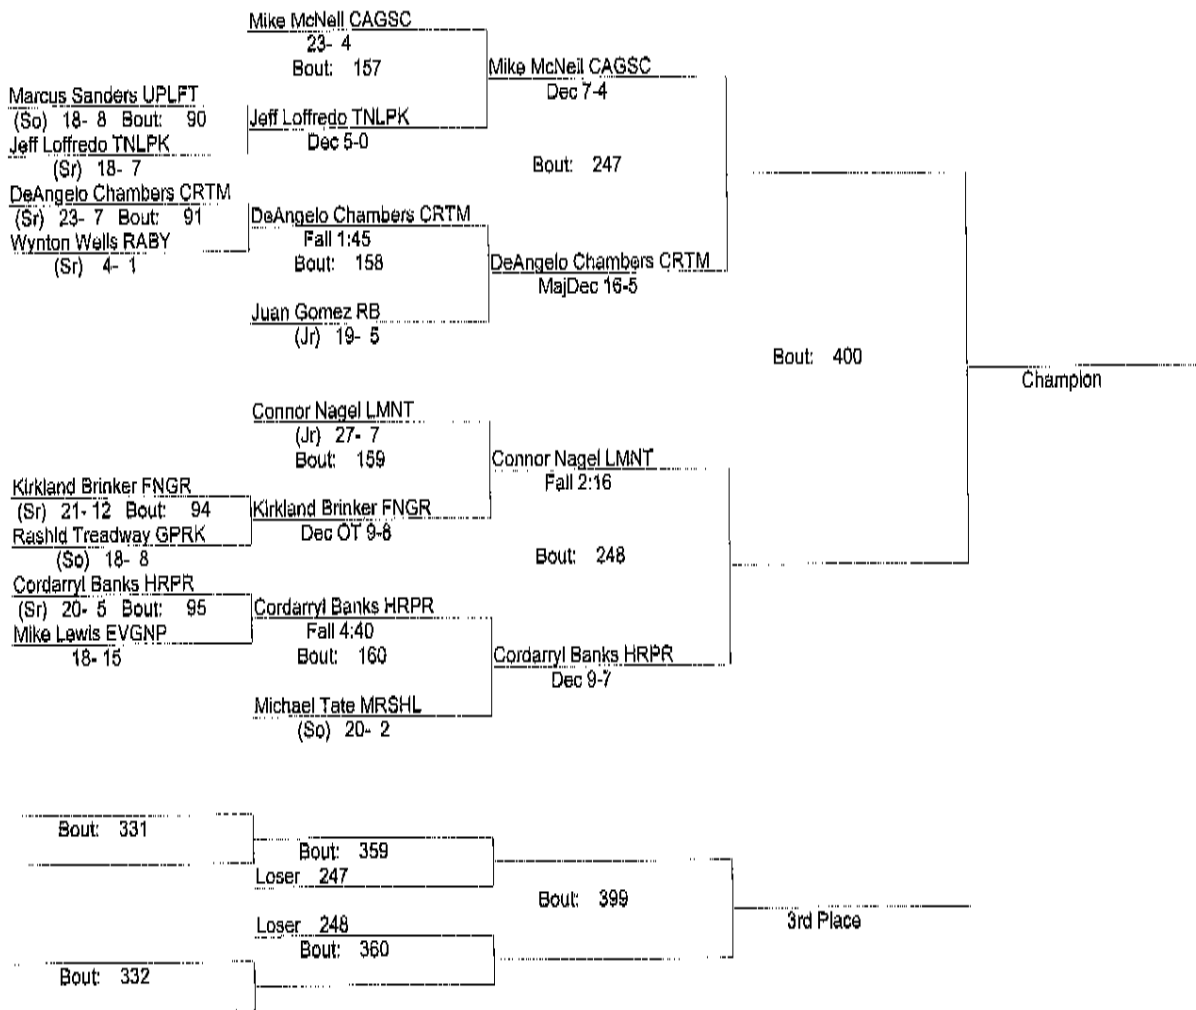 Mike McNeil CAGSC
23- 4
Bout: 157
Mike McNeil CAGSC
Dec 7-4
Marcus Sanders UPLFT
(So) 18- 8 Bout: 90
Jeff Loffredo TNLPK
Dec 5-0
Jeff Loffredo TNLPK
(Sr) 18- 7
Bout: 247
DeAngelo Chambers CRTM
(Sr) 23- 7 Bout: 91
DeAngelo Chambers CRTM
Fall 1:45
Wynton Wells RABY
(Sr) 4- 1
Bout: 158
DeAngelo Chambers CRTM
MajDec 16-5
Juan Gomez RB
(Jr) 19- 5
Bout: 400
Champion
Connor Nagel LMNT
(Jr) 27- 7
Bout: 159
Connor Nagel LMNT
Fall 2:16
Kirkland Brinker FNGR
(Sr) 21- 12 Bout: 94
Kirkland Brinker FNGR
Dec OT 9-8
Rashid Treadway GPRK
(So) 18- 8
Bout: 248
Cordarryl Banks HRPR
(Sr) 20- 5 Bout: 95
Cordarryl Banks HRPR
Fall 4:40
Mike Lewis EVGNP
18- 15
Bout: 160
Cordarryl Banks HRPR
Dec 9-7
Michael Tate MRSHL
(So) 20- 2
Bout: 331
Bout: 359
Loser 247
Bout: 399
3rd Place
Loser 248
Bout: 360
Bout: 332